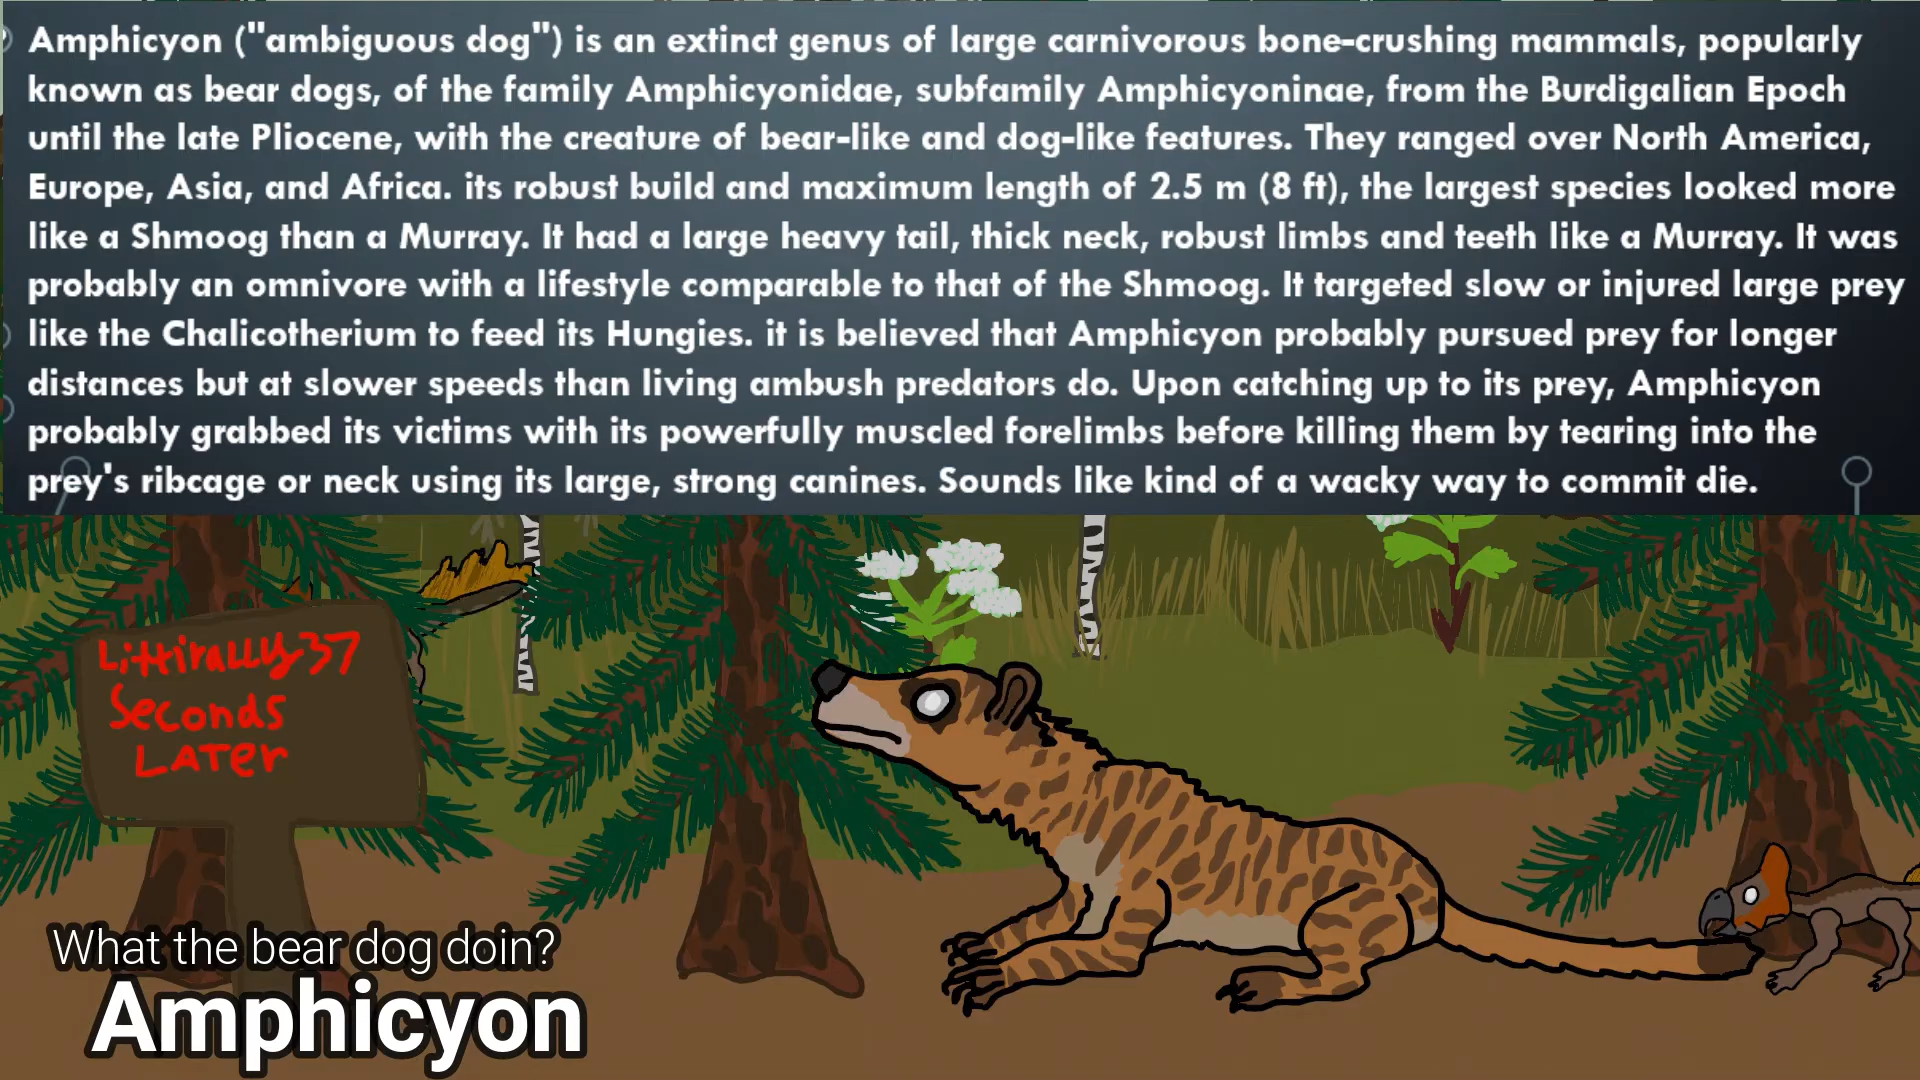 Amphicyon ("ambiguous dog") is an extinct genus of large carnivorous bone-crushing mammals, popularly
known as bear dogs, of the family Amphicyonidae, subfamily Amphicyoninae, from the Burdigalian Epoch
until the late Pliocene, with the creature of bear-like and dog-like features. They ranged over North America,
Europe, Asia, and Africa. its robust build and maximum length of 2.5 m (8 ft), the largest species looked more
like a Shmoog than a Murray. It had a large heavy tail, thick neck, robust limbs and teeth like a Murray. It was
probably an omnivore with a lifestyle comparable to that of the Shmoog. It targeted slow or injured large prey
like the Chalicotherium to feed its Hungies. it is believed that Amphicyon probably pursued prey for longer
distances but at slower speeds than living ambush predators do. Upon catching up to its prey, Amphicyon
probably grabbed its victims with its powerfully muscled forelimbs before killing them by tearing into the
prey's ribcage or neck using its large, strong canines. Sounds like kind of a wacky way to commit die.
Littirally 37
Seconds
LATer
What the bear dog doin?
Amphicyon